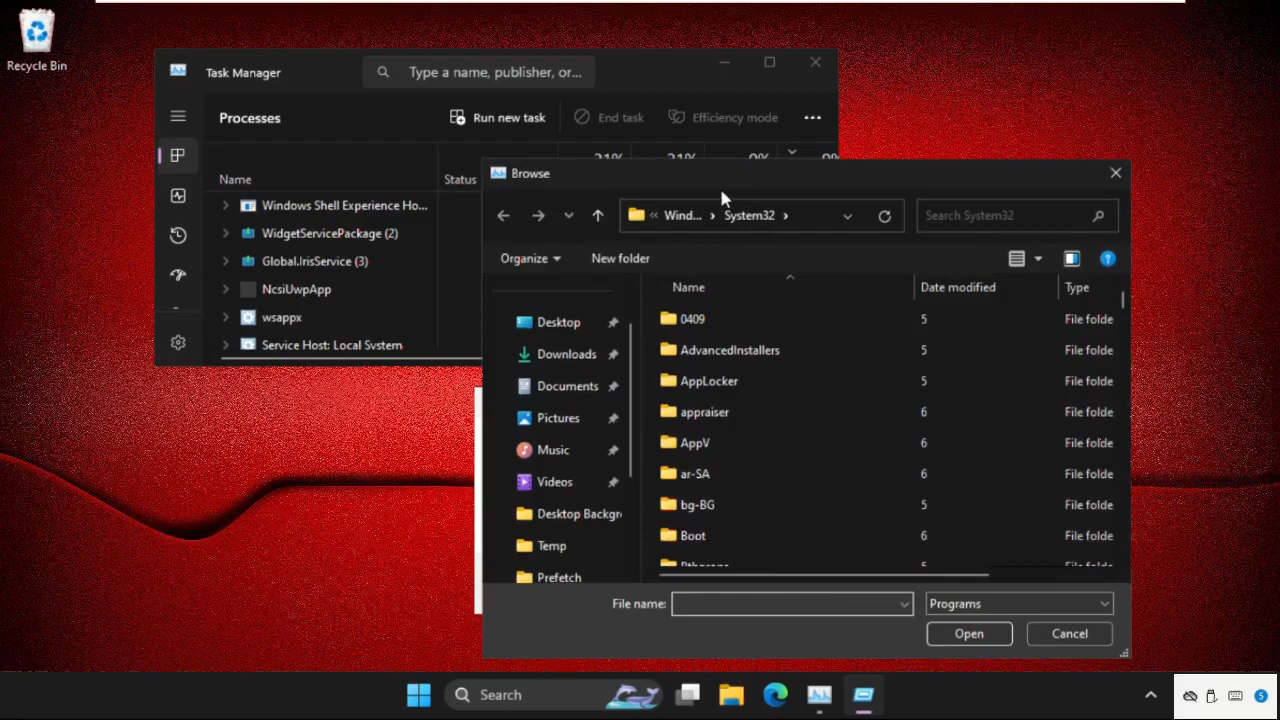 Recycle Bin
Task Manager
Type a name, publisher, or...
Processes
Run new task
End task
Efficiency mode
Name
Status
Windows Shell Experience Ho...
WidgetServicePackage (2)
Global.IrisService (3)
NcsiUwpApp
wsappx
Service Host: Local System
Browse
Wind...
System32
Search System32
Organize
New folder
Name
Date modified
Type
Desktop
Downloads
Documents
Pictures
Music
Videos
Desktop Backgr
Temp
Prefetch
0409 5 File folde
AdvancedInstallers 5 File folde
AppLocker 5 File folde
appraiser 6 File folde
AppV 6 File folde
ar-SA 6 File folde
bg-BG 5 File folde
Boot 6 File folde
File name:
Programs
Open
Cancel
Search
5